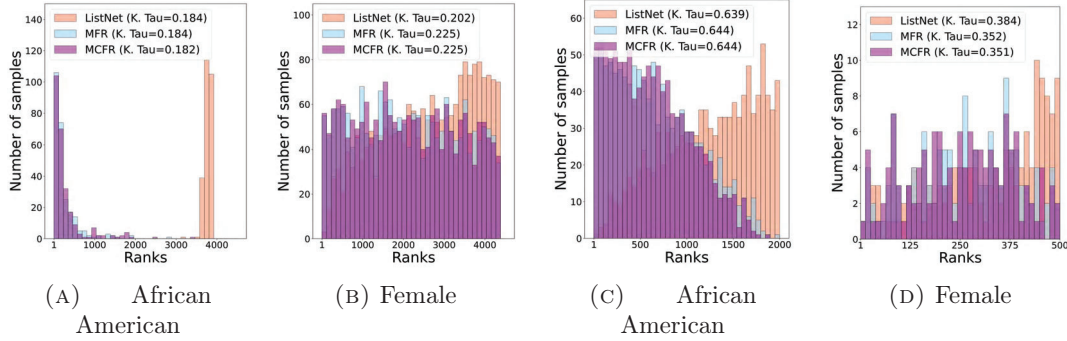 ListNet (K. Tau=0.184)
MFR (K. Tau=0.184)
MCFR (K. Tau=0.182)
Number of samples
140
120
100
80
60
40
20
0
1 1000 2000 3000 4000
Ranks
(A) African
American
ListNet (K. Tau=0.202)
MFR (K. Tau=0.225)
MCFR (K. Tau=0.225)
Number of samples
100
80
60
40
20
0
1 1000 2000 3000 4400
Ranks
(B) Female
ListNet (K. Tau=0.639)
MFR (K. Tau=0.644)
MCFR (K. Tau=0.644)
Number of samples
60
50
40
30
20
10
0
1 500 1000 1500 2000
Ranks
(C) African
American
ListNet (K. Tau=0.384)
MFR (K. Tau=0.352)
MCFR (K. Tau=0.351)
Number of samples
12
10
8
6
4
2
0
1 125 250 375 500
Ranks
(D) Female